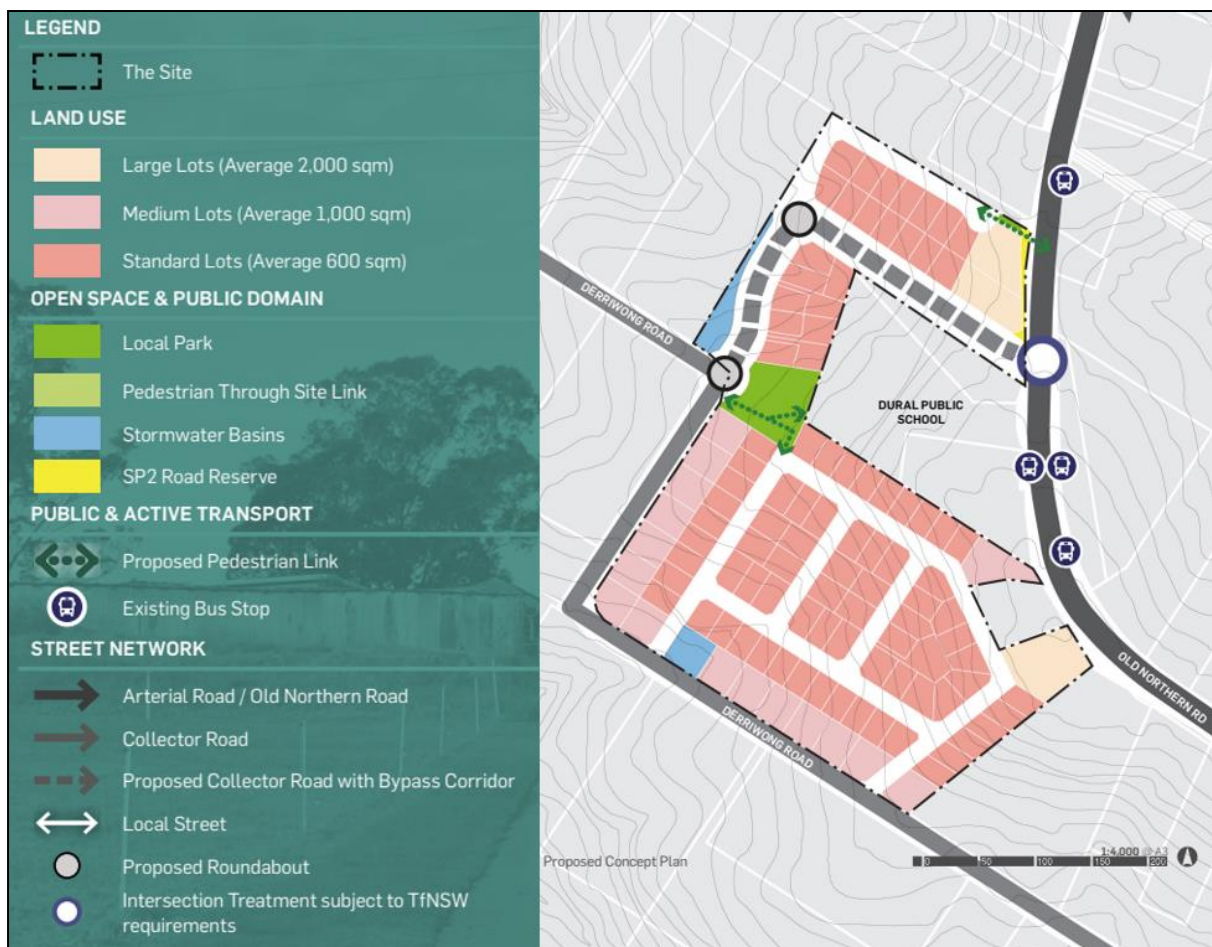 LEGEND
The Site
LAND USE
Large Lots (Average 2,000 sqm)
Medium Lots (Average 1,000 sqm)
Standard Lots (Average 600 sqm)
OPEN SPACE & PUBLIC DOMAIN
Local Park
Pedestrian Through Site Link
Stormwater Basins
SP2 Road Reserve
PUBLIC & ACTIVE TRANSPORT
Proposed Pedestrian Link
Existing Bus Stop
STREET NETWORK
Arterial Road / Old Northern Road
Collector Road
Proposed Collector Road with Bypass Corridor
Local Street
Proposed Roundabout
Intersection Treatment subject to TfNSW
requirements
DERRIWONG ROAD
DURAL PUBLIC
SCHOOL
OLD NORTHERN RD
DERRIWONG ROAD
Proposed Concept Plan
1:4,000 @ A3
0 50 100 150 200